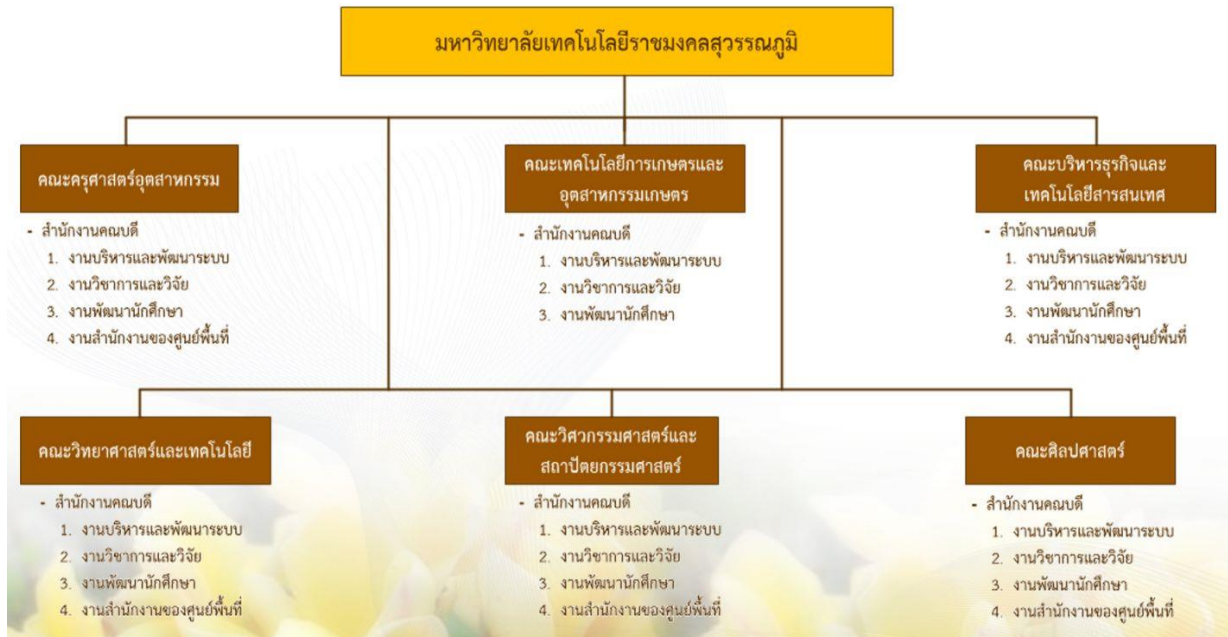 มหาวิทยาลัยเทคโนโลยีราชมงคลสุวรรณภูมิ
คณะครุศาสตร์อุตสาหกรรม
- สำนักงานคณบดี
1. งานบริหารและพัฒนาระบบ
2. งานวิชาการและวิจัย
3. งานพัฒนานักศึกษา
4. งานสำนักงานของศูนย์พื้นที่
คณะเทคโนโลยีการเกษตรและ
อุตสาหกรรมเกษตร
- สำนักงานคณบดี
1. งานบริหารและพัฒนาระบบ
2. งานวิชาการและวิจัย
3. งานพัฒนานักศึกษา
คณะบริหารธุรกิจและ
เทคโนโลยีสารสนเทศ
- สำนักงานคณบดี
1. งานบริหารและพัฒนาระบบ
2. งานวิชาการและวิจัย
3. งานพัฒนานักศึกษา
4. งานสำนักงานของศูนย์พื้นที่
คณะวิทยาศาสตร์และเทคโนโลยี
- สำนักงานคณบดี
1. งานบริหารและพัฒนาระบบ
2. งานวิชาการและวิจัย
3. งานพัฒนานักศึกษา
4. งานสำนักงานของศูนย์พื้นที่
คณะวิศวกรรมศาสตร์และ
สถาปัตยกรรมศาสตร์
- สำนักงานคณบดี
1. งานบริหารและพัฒนาระบบ
2. งานวิชาการและวิจัย
3. งานพัฒนานักศึกษา
4. งานสำนักงานของศูนย์พื้นที่
คณะศิลปศาสตร์
- สำนักงานคณบดี
1. งานบริหารและพัฒนาระบบ
2. งานวิชาการและวิจัย
3. งานพัฒนานักศึกษา
4. งานสำนักงานของศูนย์พื้นที่